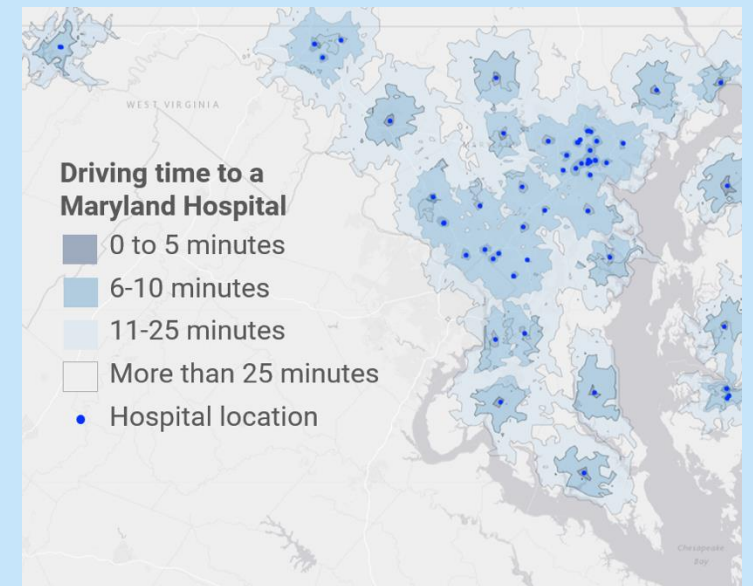 WEST VIRGINIA
Driving time to a
Maryland Hospital
0 to 5 minutes
6-10 minutes
11-25 minutes
More than 25 minutes
Hospital location
Chesapeake
Bay